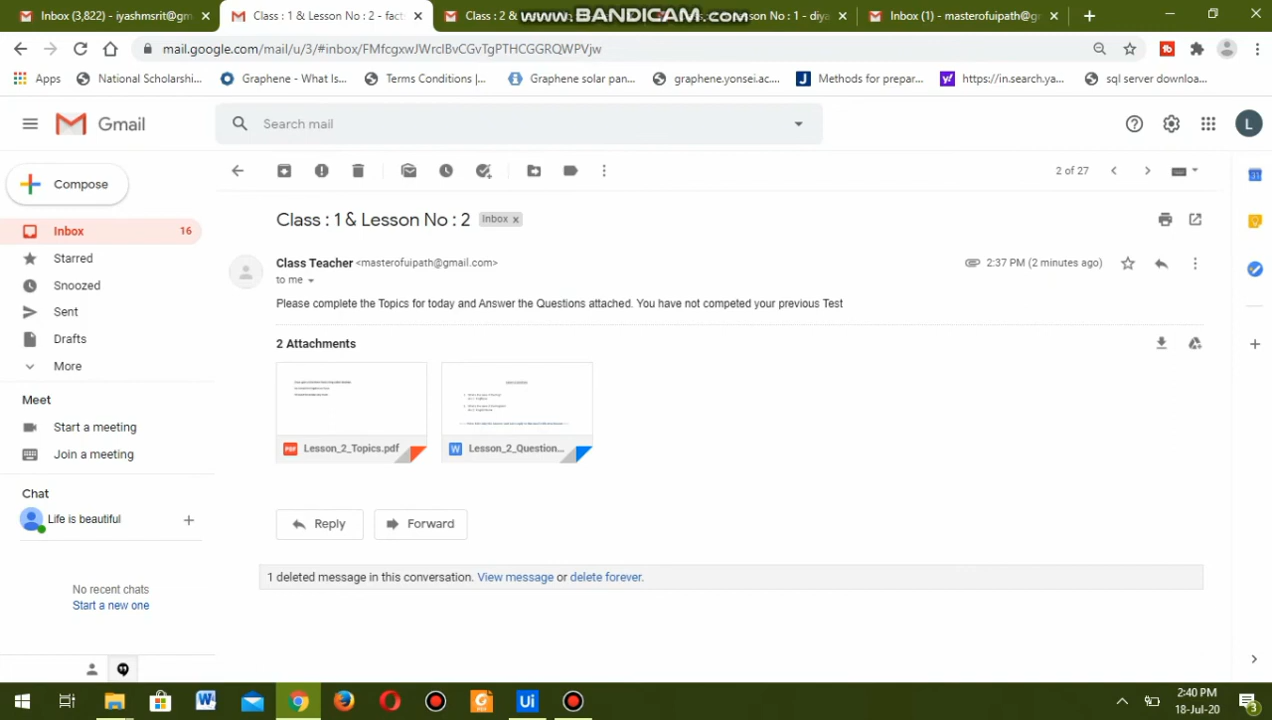 Inbox (3,822) - iyashmsrit@gm
Class : 1 & Lesson No : 2 - fact
Class : 2 &
www.BANDICAM.com
on No : 1 - diya
Inbox (1) - masterofuipath@g
mail.google.com/mail/u/3/#inbox/FMfcgxwJWrclBvCGvTgPTHCGGRQWPVjw
Apps
National Scholarshi...
Graphene - What Is...
Terms Conditions |...
Graphene solar pan...
graphene.yonsei.ac....
Methods for prepar...
https://in.search.ya...
sql server downloa...
Gmail
Search mail
L
Compose
2 of 27
Class : 1 & Lesson No : 2
Inbox x
Inbox 16
Starred
Snoozed
Sent
Drafts
More
Class Teacher <masterofuipath@gmail.com>
2:37 PM (2 minutes ago)
to me
Please complete the Topics for today and Answer the Questions attached. You have not competed your previous Test
2 Attachments
PDF Lesson_2_Topics.pdf
W Lesson_2_Question...
Meet
Start a meeting
Join a meeting
Chat
Life is beautiful
Reply
Forward
1 deleted message in this conversation. View message or delete forever.
No recent chats
Start a new one
Ui
2:40 PM
18-Jul-20
3